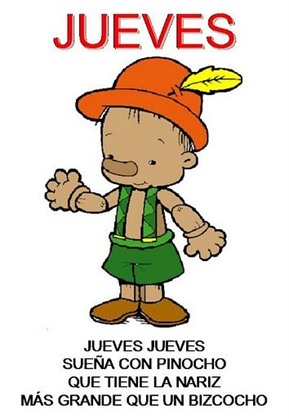 JUEVES
JUEVES JUEVES
SUEÑA CON PINOCHO
QUE TIENE LA NARIZ
MÁS GRANDE QUE UN BIZCOCHO